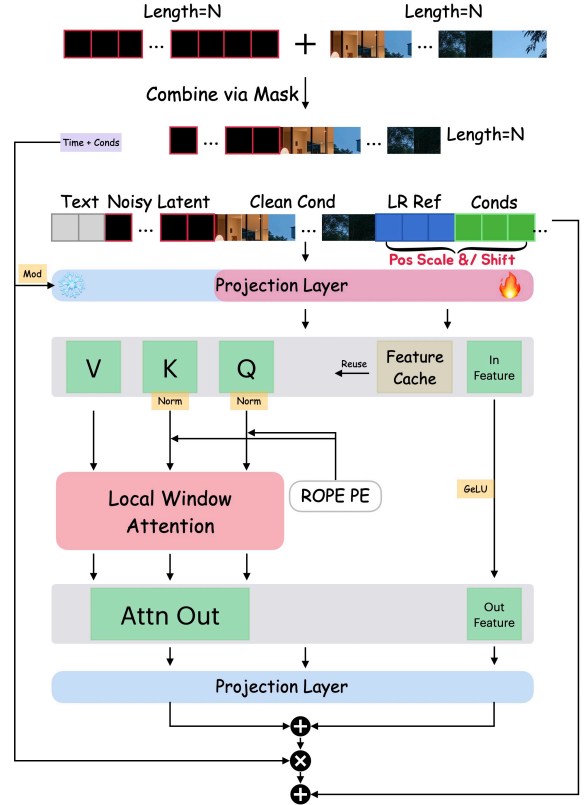 Length=N
Length=N
...
+
...
Combine via Mask
Time + Conds
...
...
Length=N
Text Noisy Latent Clean Cond LR Ref Conds
...
...
...
Pos Scale &/ Shift
Mod
Projection Layer
V
K
Q
Reuse
Feature
Cache
In
Feature
Norm
Norm
ROPE PE
Local Window
Attention
GeLU
Attn Out
Out
Feature
Projection Layer
+
×
+